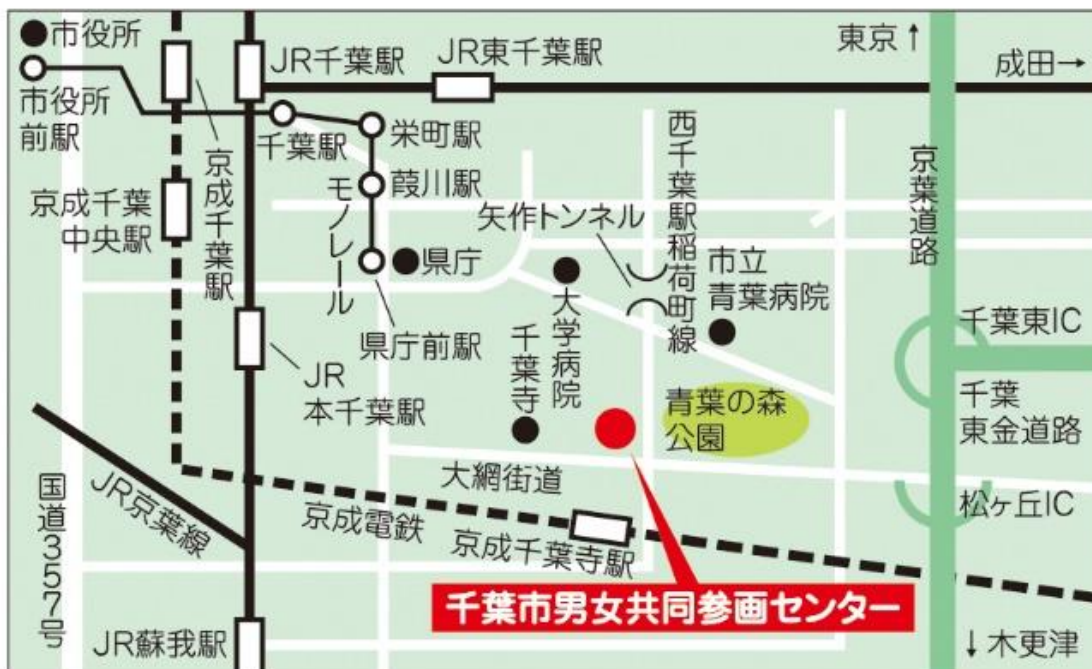 市役所
市役所
前駅
JR千葉駅
JR東千葉駅
東京↑
成田→
京成千葉駅
千葉駅
栄町駅
葭川駅
モノレール
京成千葉
中央駅
県庁
県庁前駅
JR
本千葉駅
矢作トンネル
西千葉駅稲荷町線
大学病院
千葉寺
市立
青葉病院
京葉道路
千葉東IC
千葉
東金道路
青葉の森
公園
大網街道
松ヶ丘IC
国道357号
JR京葉線
京成電鉄
京成千葉寺駅
千葉市男女共同参画センター
JR蘇我駅
↓木更津